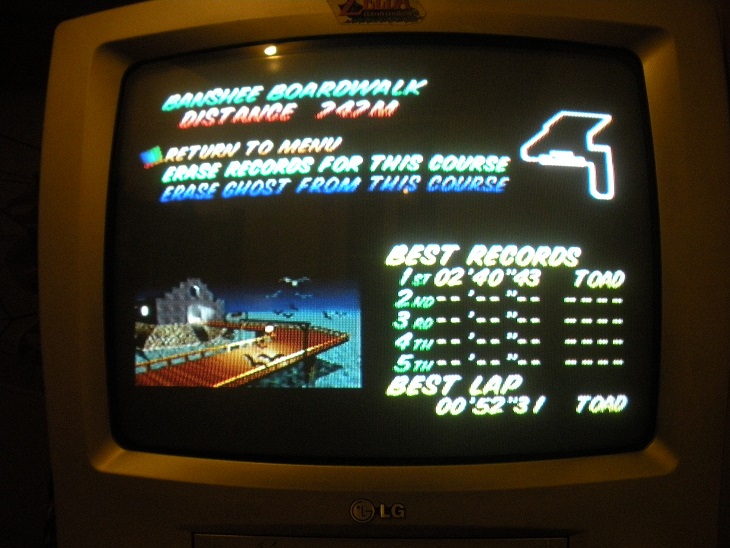 BANSHEE BOARDWALK
DISTANCE 747M
RETURN TO MENU
ERASE RECORDS FOR THIS COURSE
ERASE GHOST FROM THIS COURSE
BEST RECORDS
1ST 02'40"43 TOAD
2ND --'--"-- ----
3RD --'--"-- ----
4TH --'--"-- ----
5TH --'--"-- ----
BEST LAP
00'52"31 TOAD
LG